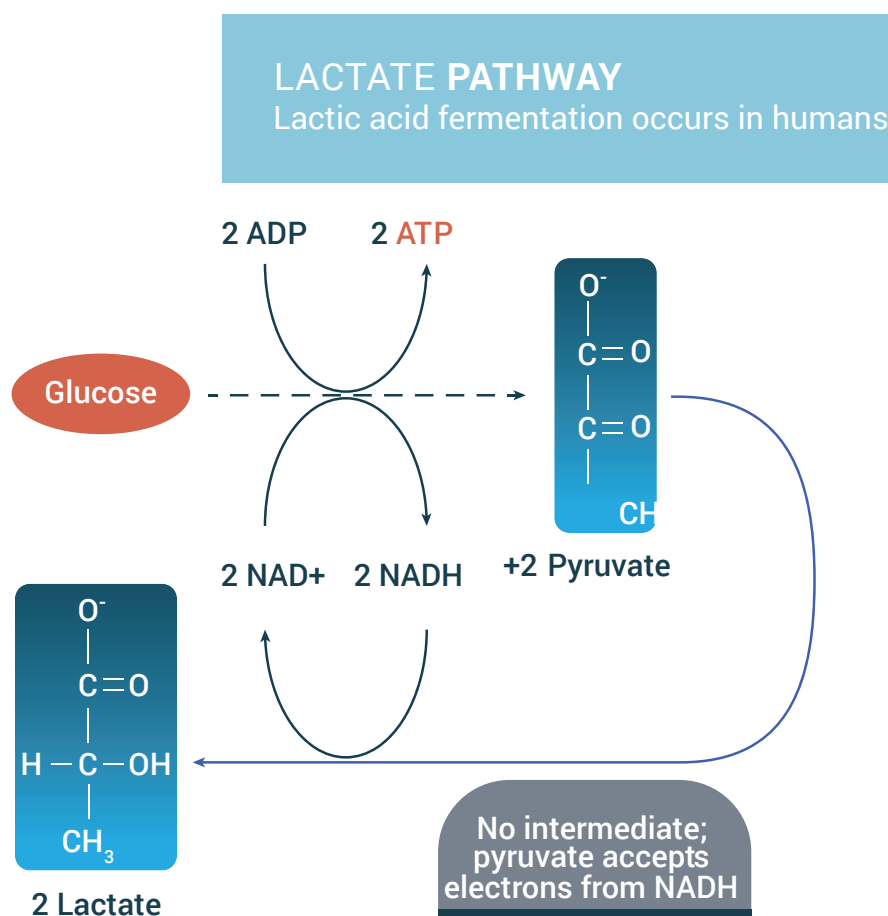 LACTATE PATHWAY
Lactic acid fermentation occurs in humans
2 ADP
2 ATP
O⁻
C=O
C=O
CH
Glucose
+2 Pyruvate
2 NAD+
2 NADH
O⁻
C=O
H–C–OH
CH₃
2 Lactate
No intermediate;
pyruvate accepts
electrons from NADH